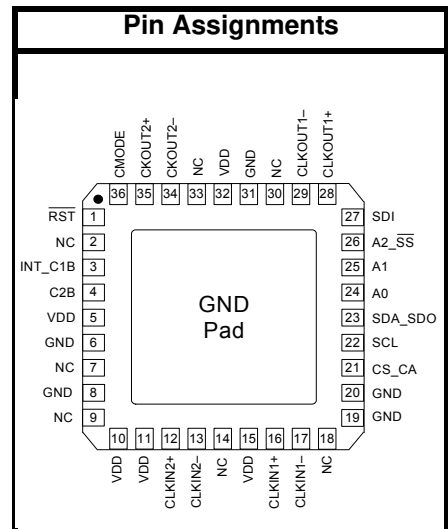 Pin Assignments
CMODE
CKOUT2+
CKOUT2–
NC
VDD
GND
NC
CLKOUT1–
CLKOUT1+
36 35 34 33 32 31 30 29 28
RST 1
NC 2
INT_C1B 3
C2B 4
VDD 5
GND 6
NC 7
GND 8
NC 9
GND
Pad
27 SDI
26 A2_SS
25 A1
24 A0
23 SDA_SDO
22 SCL
21 CS_CA
20 GND
19 GND
10 11 12 13 14 15 16 17 18
VDD
VDD
CLKIN2+
CLKIN2–
NC
VDD
CLKIN1+
CLKIN1–
NC